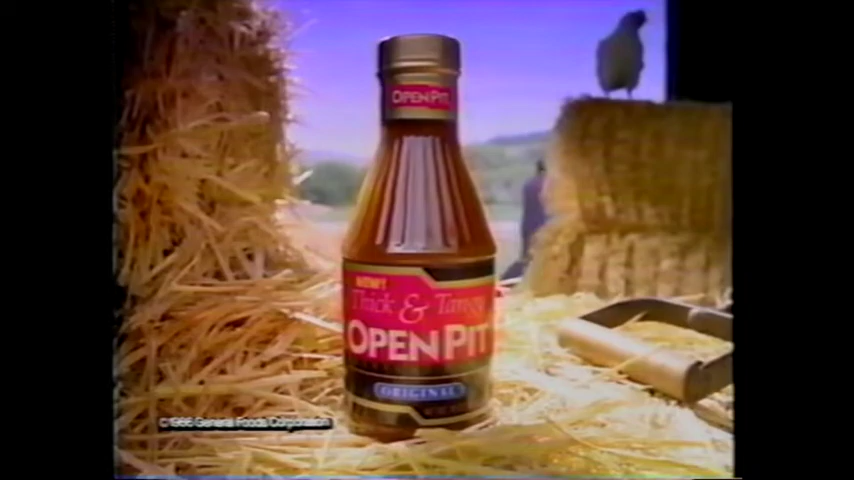 OPEN PIT
NEW!
Thick & Tangy
OPEN PIT
ORIGINAL
©1986 General Foods Corporation